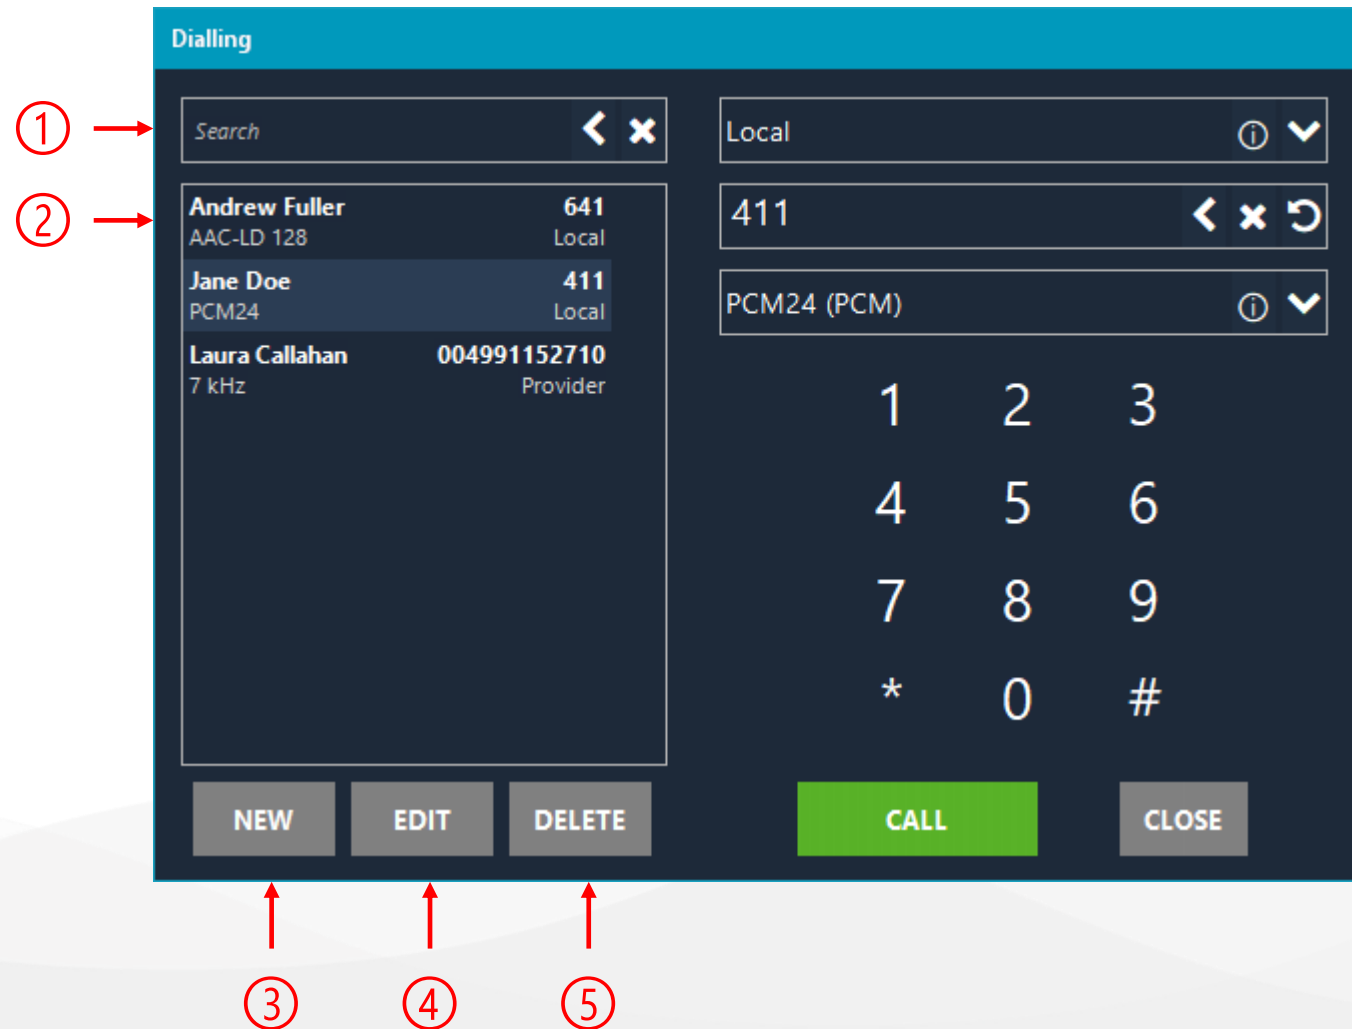 Dialling
1
Search
2
Andrew Fuller 641
AAC-LD 128 Local
Jane Doe 411
PCM24 Local
Laura Callahan 004991152710
7 kHz Provider
NEW EDIT DELETE
3 4 5
Local
411
PCM24 (PCM)
1 2 3
4 5 6
7 8 9
* 0 #
CALL CLOSE